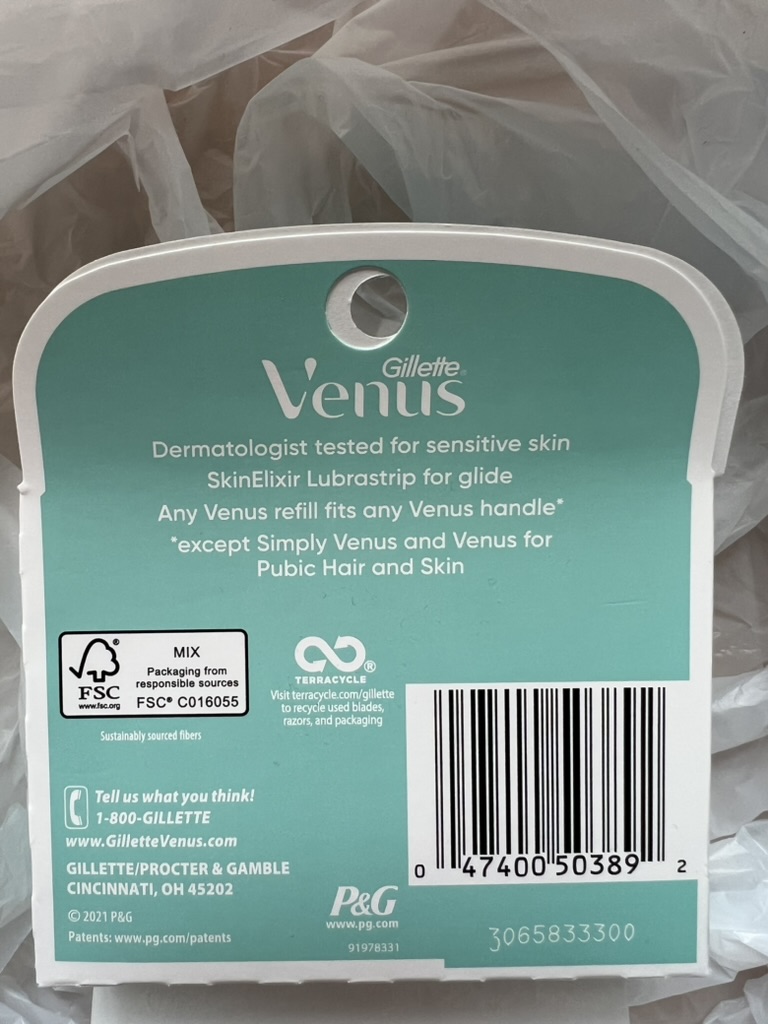 Gillette®
Venus
Dermatologist tested for sensitive skin
SkinElixir Lubrastrip for glide
Any Venus refill fits any Venus handle*
*except Simply Venus and Venus for
Pubic Hair and Skin
®
FSC
www.fsc.org
MIX
Packaging from
responsible sources
FSC® C016055
Sustainably sourced fibers
®
TERRACYCLE
Visit terracycle.com/gillette
to recycle used blades,
razors, and packaging
0 47400 50389 2
Tell us what you think!
1-800-GILLETTE
www.GilletteVenus.com
GILLETTE/PROCTER & GAMBLE
CINCINNATI, OH 45202
© 2021 P&G
Patents: www.pg.com/patents
P&G
www.pg.com
91978331
3065833300